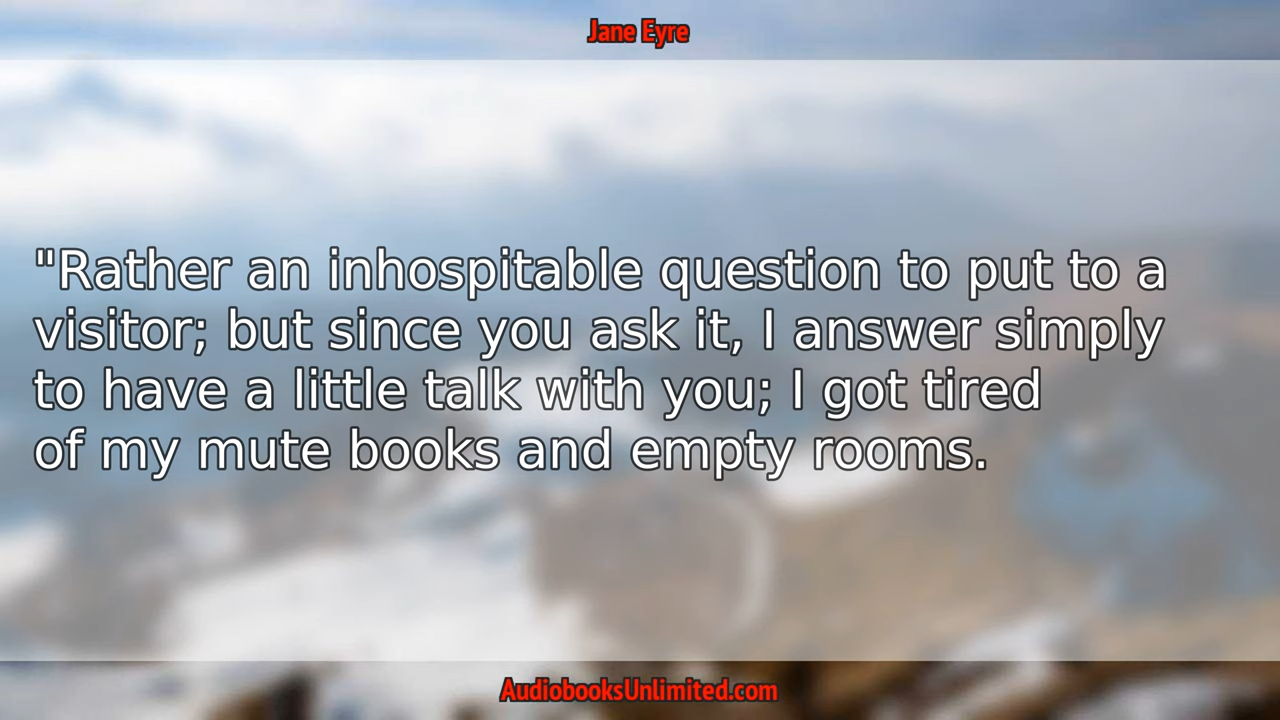 Jane Eyre
"Rather an inhospitable question to put to a
visitor; but since you ask it, I answer simply
to have a little talk with you; I got tired
of my mute books and empty rooms.
AudiobooksUnlimited.com